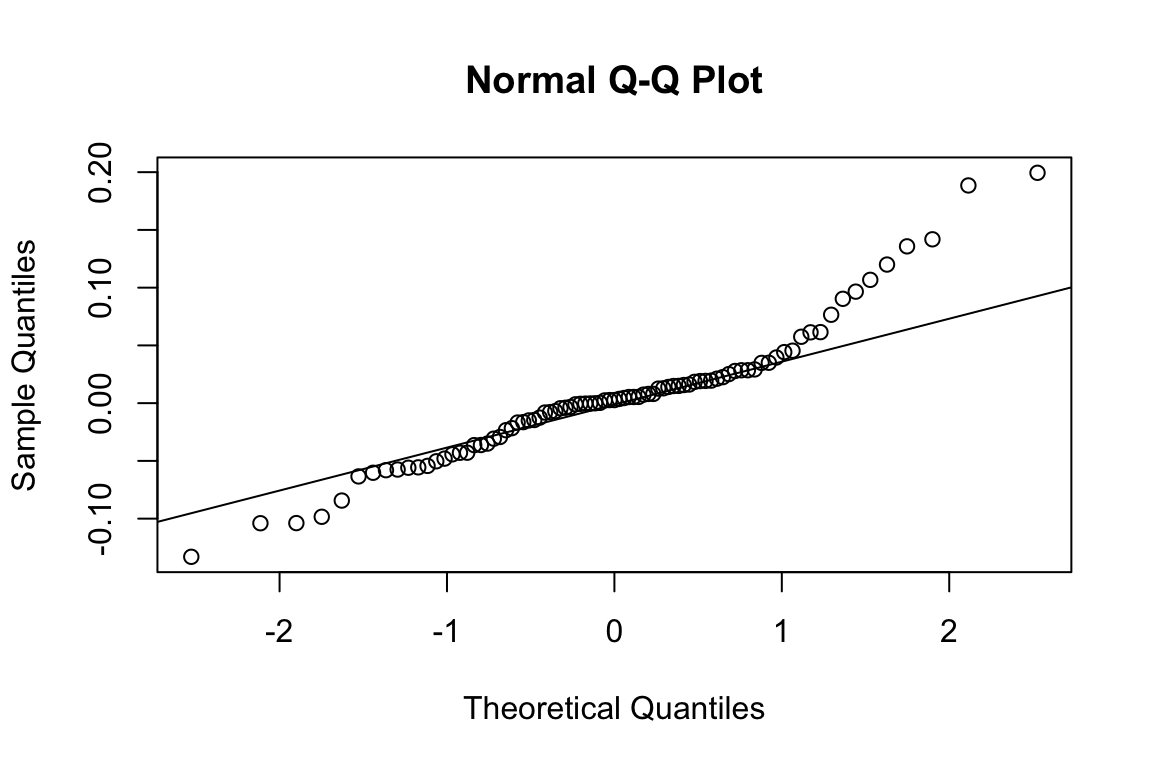 Normal Q-Q Plot
0.20
0.10
0.00
-0.10
Sample Quantiles
-2 -1 0 1 2
Theoretical Quantiles